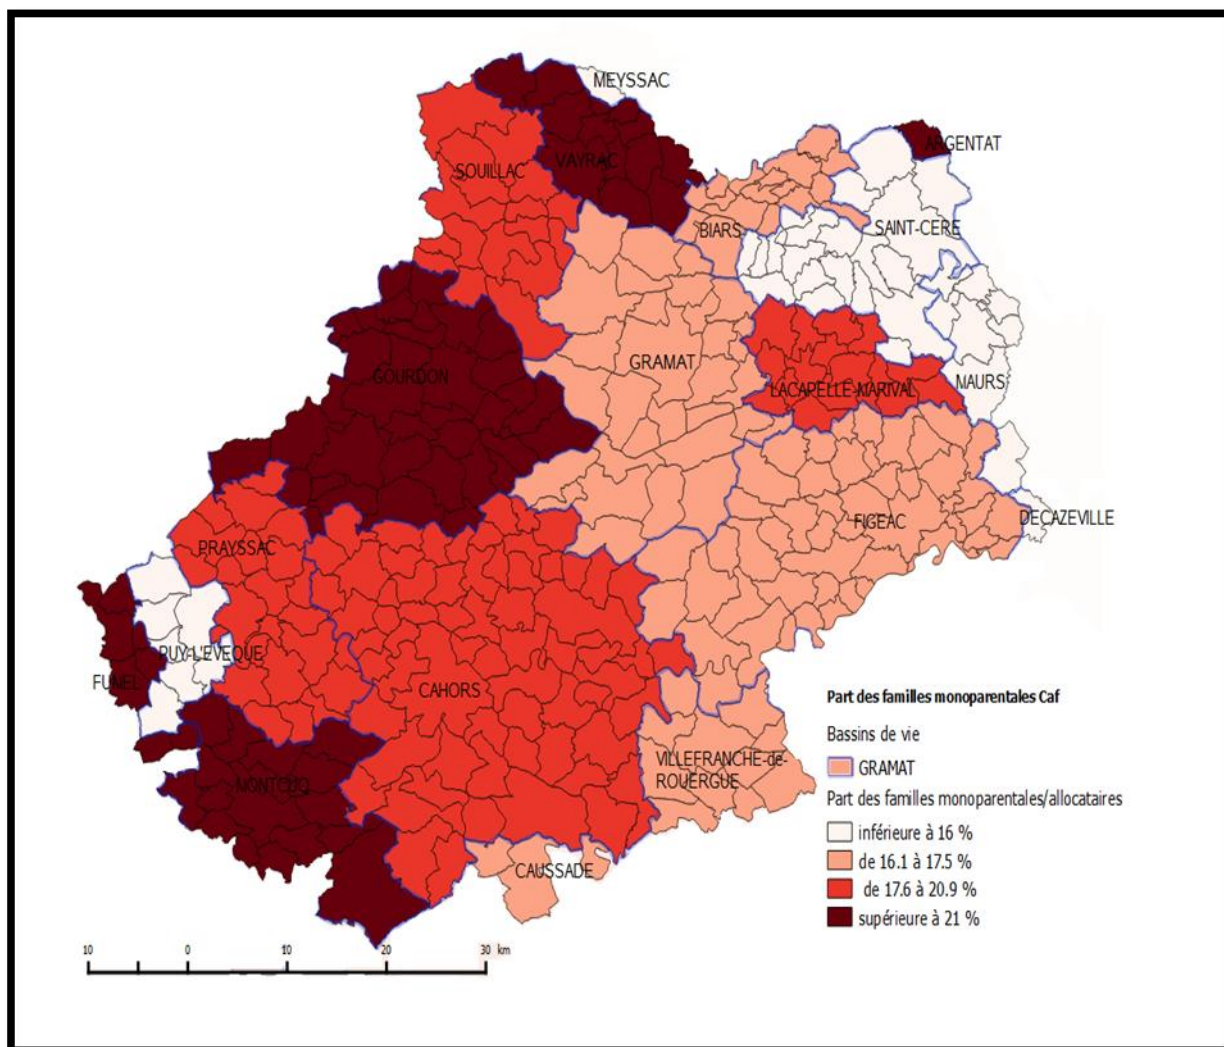 MEYSSAC
ARGENTAT
VAYRAC
SOUILLAC
BIARS
SAINT-CERE
GRAMAT
GOURDON
LACAPELLE-MARIVAL
MAURS
FIGEAC
DECAZEVILLE
PRAYSSAC
PUY-L'EVEQUE
FUMEL
CAHORS
VILLEFRANCHE-de-
ROUERGUE
MONTCUQ
CAUSSADE
Part des familles monoparentales Caf
Bassins de vie
GRAMAT
Part des familles monoparentales/allocataires
inférieure à 16 %
de 16.1 à 17.5 %
de 17.6 à 20.9 %
supérieure à 21 %
10 0 10 20 30 km